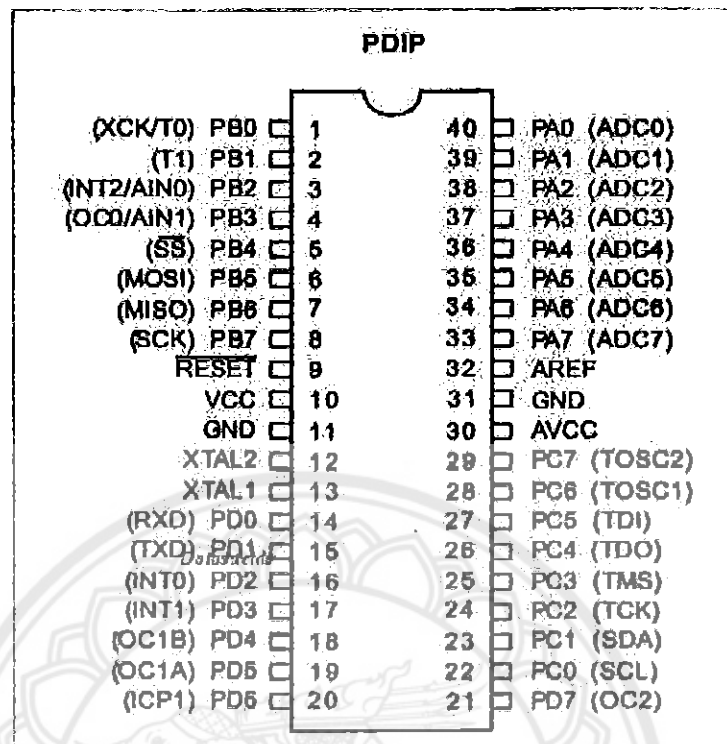 PDIP
(XCK/T0) PB0 1 40 PA0 (ADC0)
(T1) PB1 2 39 PA1 (ADC1)
(INT2/AIN0) PB2 3 38 PA2 (ADC2)
(OC0/AIN1) PB3 4 37 PA3 (ADC3)
(SS) PB4 5 36 PA4 (ADC4)
(MOSI) PB5 6 35 PA5 (ADC5)
(MISO) PB6 7 34 PA6 (ADC6)
(SCK) PB7 8 33 PA7 (ADC7)
RESET 9 32 AREF
VCC 10 31 GND
GND 11 30 AVCC
XTAL2 12 29 PC7 (TOSC2)
XTAL1 13 28 PC6 (TOSC1)
(RXD) PD0 14 27 PC5 (TDI)
(TXD) PD1 15 26 PC4 (TDO)
(INT0) PD2 16 25 PC3 (TMS)
(INT1) PD3 17 24 PC2 (TCK)
(OC1B) PD4 18 23 PC1 (SDA)
(OC1A) PD5 19 22 PC0 (SCL)
(ICP1) PD6 20 21 PD7 (OC2)